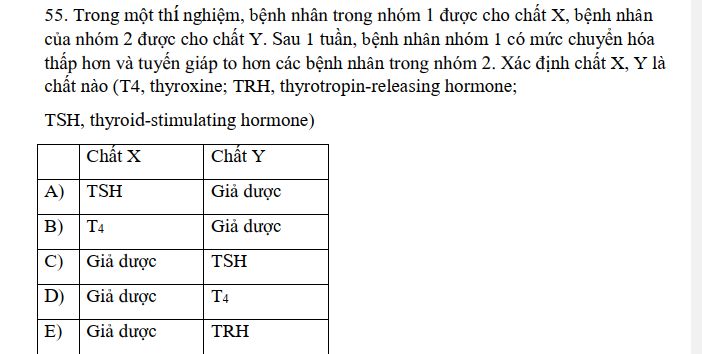 55. Trong một thí nghiệm, bệnh nhân trong nhóm 1 được cho chất X, bệnh nhân
của nhóm 2 được cho chất Y. Sau 1 tuần, bệnh nhân nhóm 1 có mức chuyển hóa
thấp hơn và tuyến giáp to hơn các bệnh nhân trong nhóm 2. Xác định chất X, Y là
chất nào (T4, thyroxine; TRH, thyrotropin-releasing hormone;
TSH, thyroid-stimulating hormone)
Chất X Chất Y
A) TSH Giả dược
B) T4 Giả dược
C) Giả dược TSH
D) Giả dược T4
E) Giả dược TRH